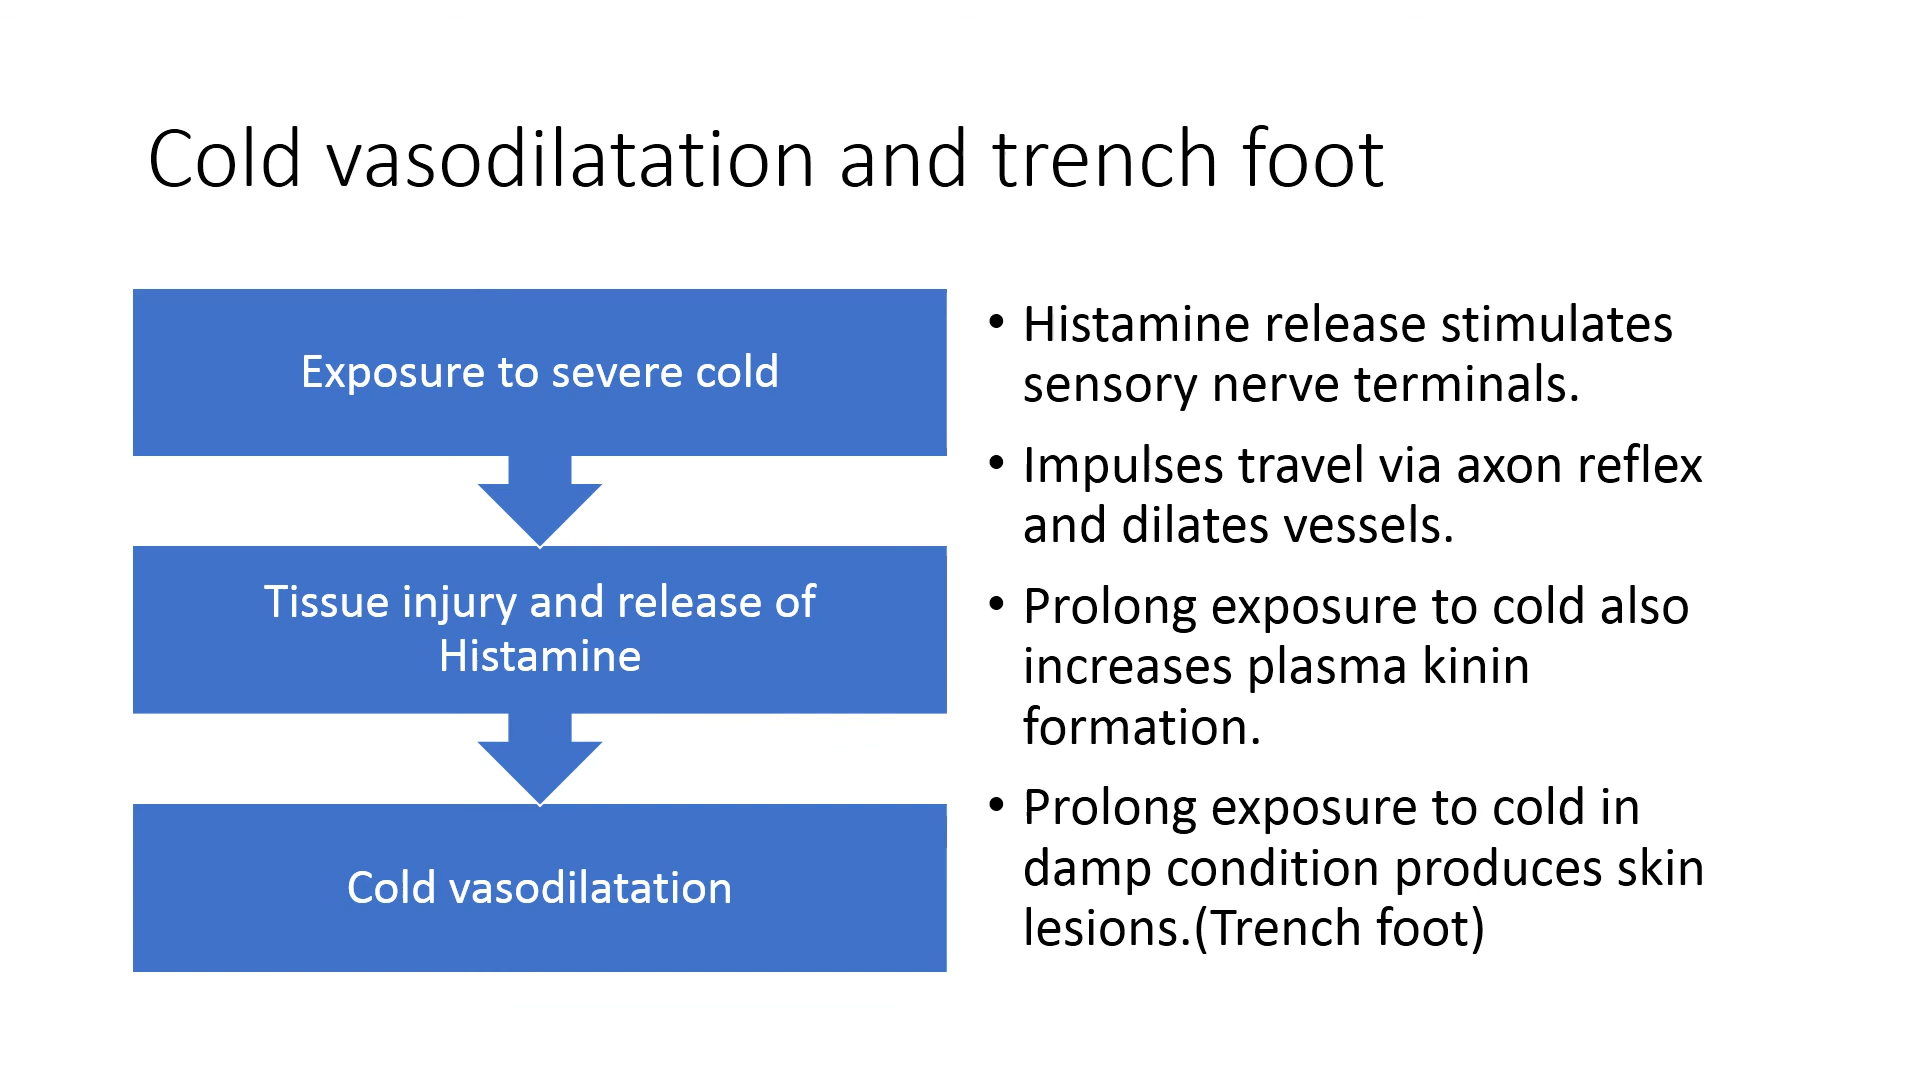 Cold vasodilatation and trench foot
Exposure to severe cold
Tissue injury and release of
Histamine
Cold vasodilatation
• Histamine release stimulates
sensory nerve terminals.
• Impulses travel via axon reflex
and dilates vessels.
• Prolong exposure to cold also
increases plasma kinin
formation.
• Prolong exposure to cold in
damp condition produces skin
lesions.(Trench foot)